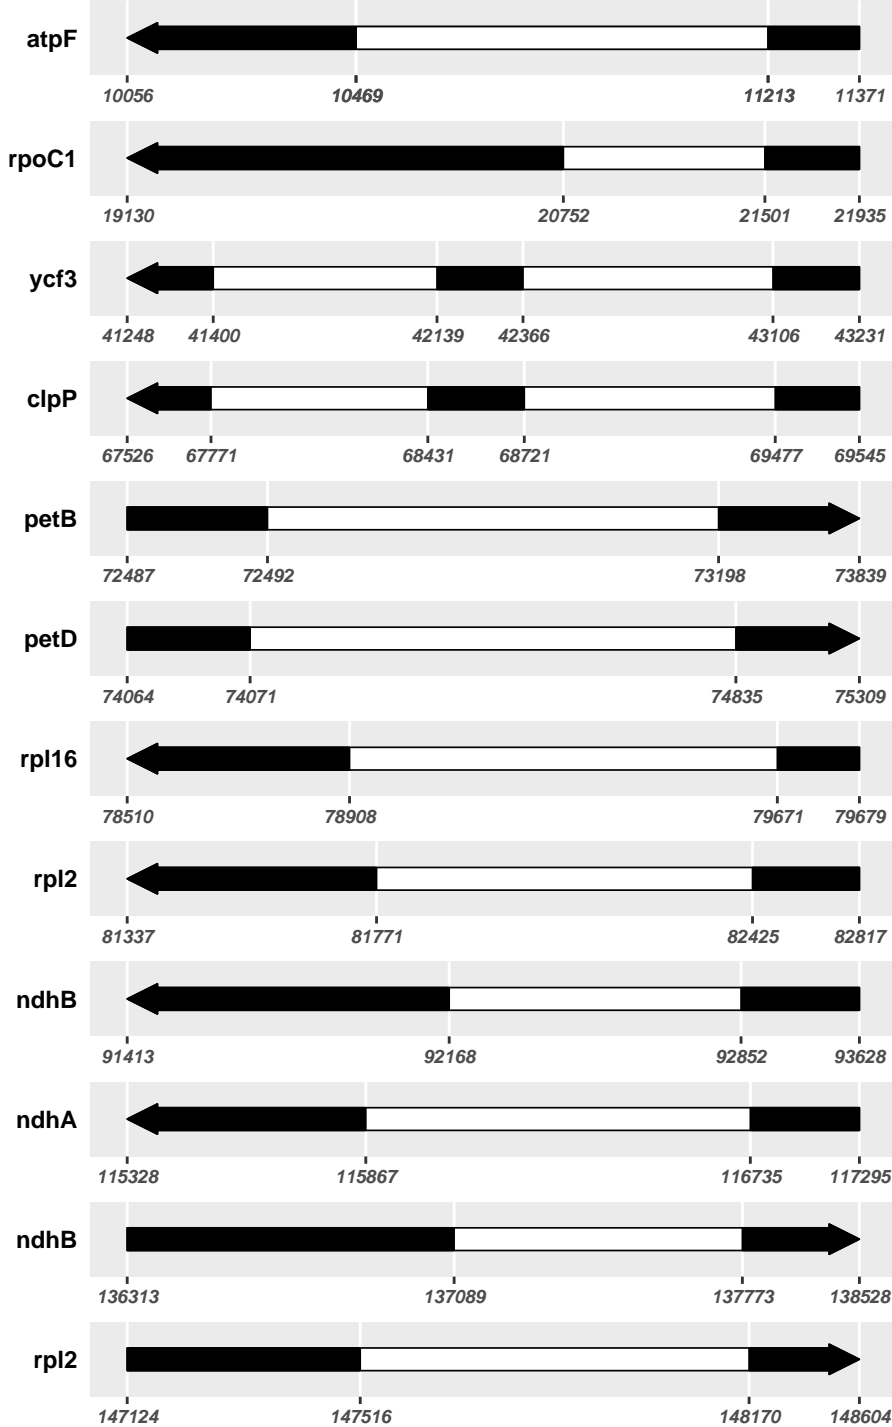 atpF
10056 10469 11213 11371
rpoC1
19130 20752 21501 21935
ycf3
41248 41400 42139 42366 43106 43231
clpP
67526 67771 68431 68721 69477 69545
petB
72487 72492 73198 73839
petD
74064 74071 74835 75309
rpl16
78510 78908 79671 79679
rpl2
81337 81771 82425 82817
ndhB
91413 92168 92852 93628
ndhA
115328 115867 116735 117295
ndhB
136313 137089 137773 138528
rpl2
147124 147516 148170 148604